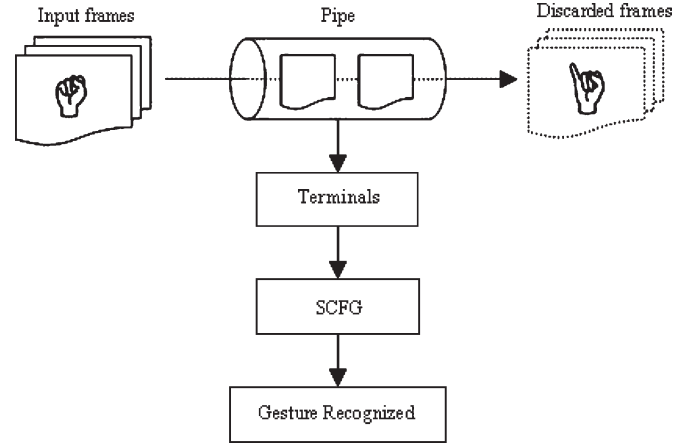 Input frames
Pipe
Discarded frames
Terminals
SCFG
Gesture Recognized